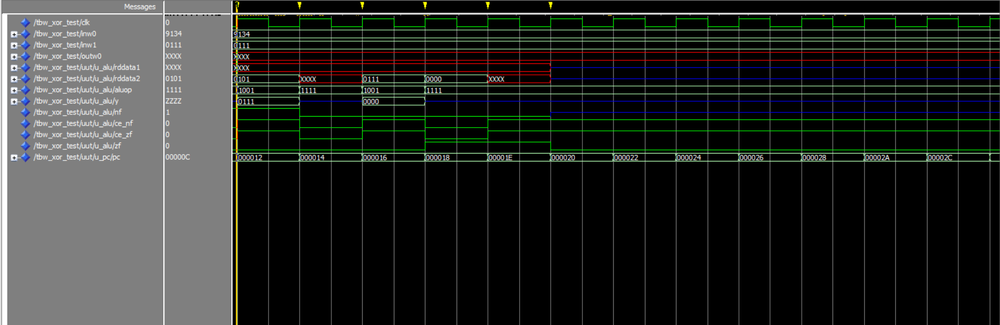 Messages
/tbw_xor_test/clk 0
/tbw_xor_test/inw0 9134 9134
/tbw_xor_test/inw1 0111 0111
/tbw_xor_test/outw0 XXXX XXXX
/tbw_xor_test/uut/u_alu/rddata1 XXXX XXXX
/tbw_xor_test/uut/u_alu/rddata2 0101 0101 XXXX 0111 0000 XXXX
/tbw_xor_test/uut/u_alu/aluop 1111 1001 1111 1001 1111
/tbw_xor_test/uut/u_alu/y ZZZZ 0111 0000
/tbw_xor_test/uut/u_alu/nf 1
/tbw_xor_test/uut/u_alu/ce_nf 0
/tbw_xor_test/uut/u_alu/ce_zf 0
/tbw_xor_test/uut/u_alu/zf 0
/tbw_xor_test/uut/u_pc/pc 00000C 000012 000014 000016 000018 00001E 000020 000022 000024 000026 000028 00002A 00002C